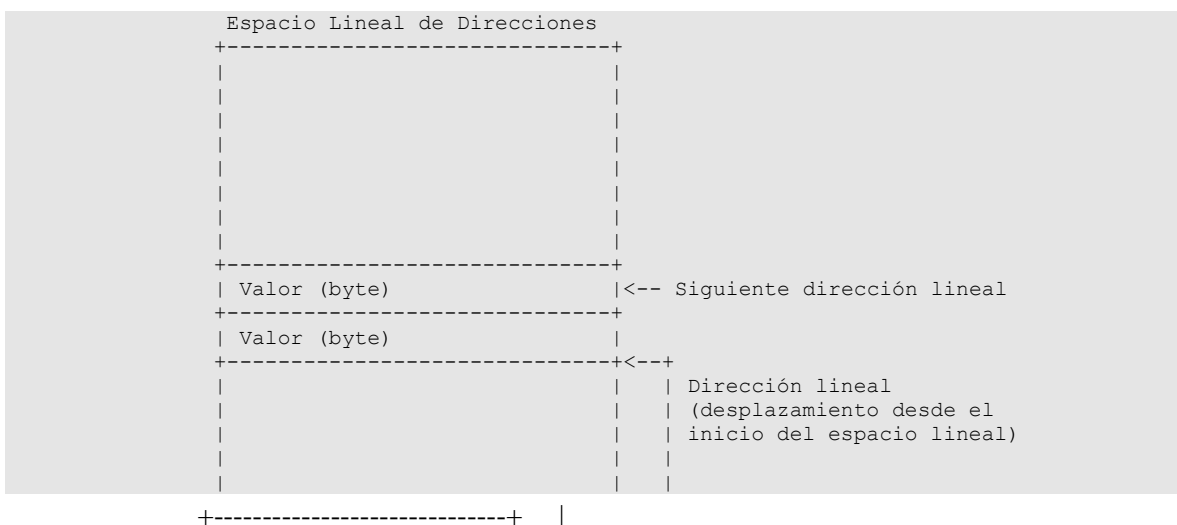 Espacio Lineal de Direcciones
+------------------------------+
| |
| |
| |
| |
| |
| |
| |
| |
+------------------------------+
| Valor (byte) |<-- Siguiente dirección lineal
+------------------------------+
| Valor (byte) |
+------------------------------+<--+
| | | Dirección lineal
| | | (desplazamiento desde el
| | | inicio del espacio lineal)
| | |
| | |
+-----------------------------+ |